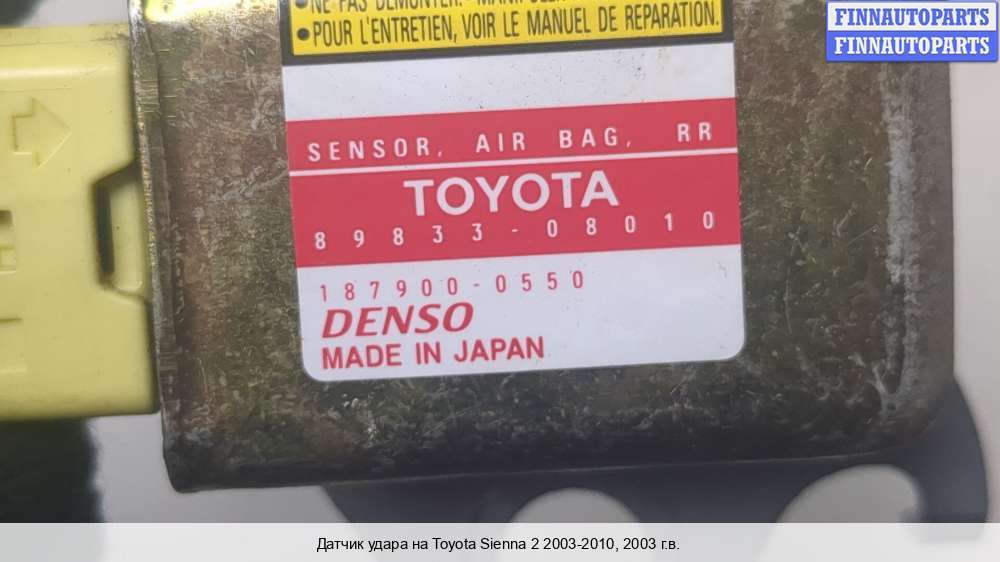 POUR L'ENTRETIEN, VOIR LE MANUEL DE REPARATION.
FINNAUTOPARTS
FINNAUTOPARTS
SENSOR, AIR BAG, RR
TOYOTA
89833-08010
187900-0550
DENSO
MADE IN JAPAN
Датчик удара на Toyota Sienna 2 2003-2010, 2003 г.в.